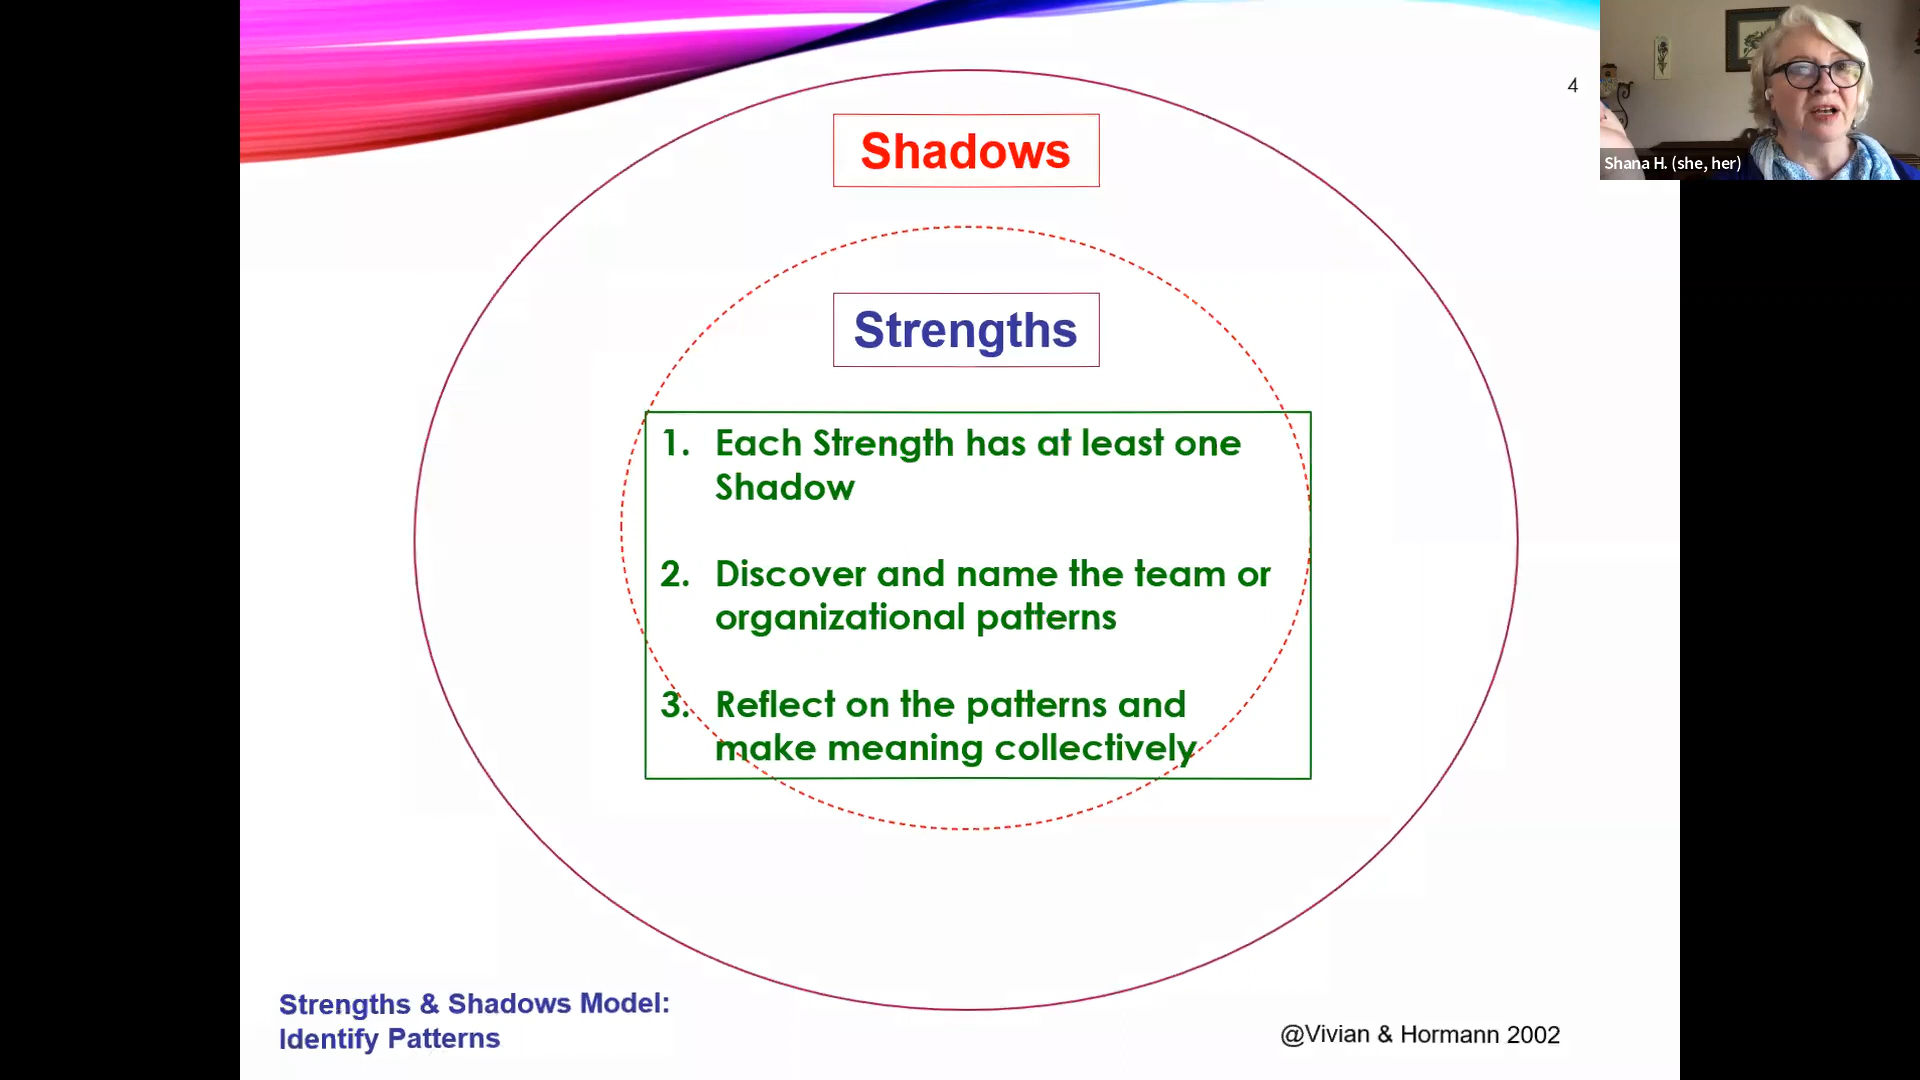 4
Shana H. (she, her)
Shadows
Strengths
1. Each Strength has at least one
Shadow
2. Discover and name the team or
organizational patterns
3. Reflect on the patterns and
make meaning collectively
Strengths & Shadows Model:
Identify Patterns
@Vivian & Hormann 2002